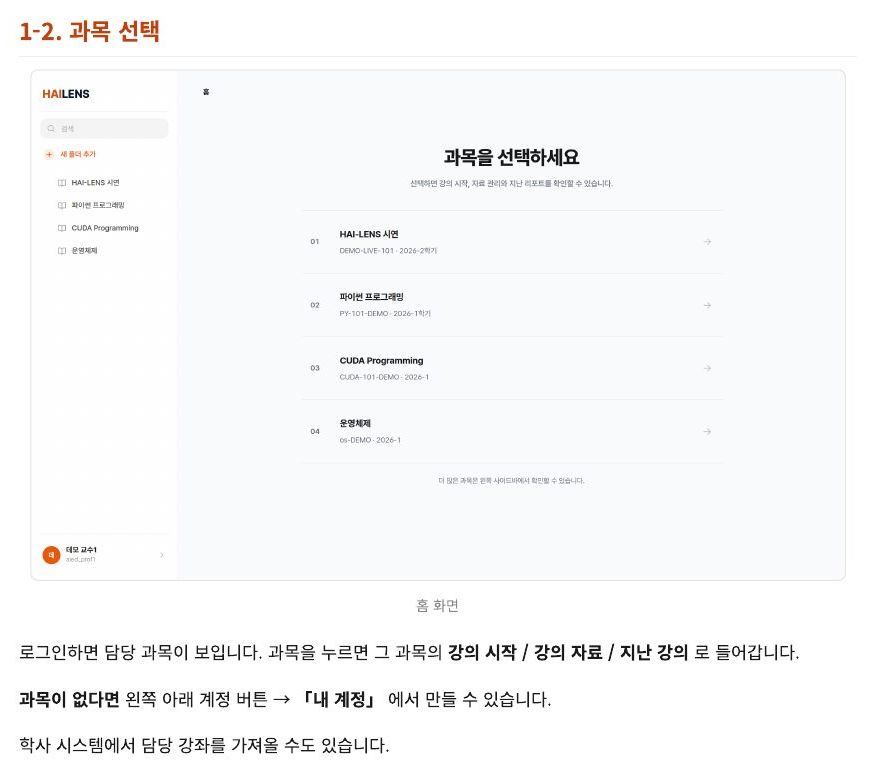 1-2. 과목 선택
HAILENS
홈
검색
새 폴더 추가
HAI-LENS 시연
파이썬 프로그래밍
CUDA Programming
운영체제
과목을 선택하세요
선택하면 강의 시작, 자료 관리와 지난 리포트를 확인할 수 있습니다.
01
HAI-LENS 시연
DEMO-LIVE-101 · 2026-2학기
→
02
파이썬 프로그래밍
PY-101-DEMO · 2026-1학기
→
03
CUDA Programming
CUDA-101-DEMO · 2026-1
→
04
운영체제
os-DEMO · 2026-1
→
더 많은 과목은 왼쪽 사이드바에서 확인할 수 있습니다.
데
데모 교수1
aied_prof1
홈 화면
로그인하면 담당 과목이 보입니다. 과목을 누르면 그 과목의 강의 시작 / 강의 자료 / 지난 강의 로 들어갑니다.
과목이 없다면 왼쪽 아래 계정 버튼 → 「내 계정」 에서 만들 수 있습니다.
학사 시스템에서 담당 강좌를 가져올 수도 있습니다.